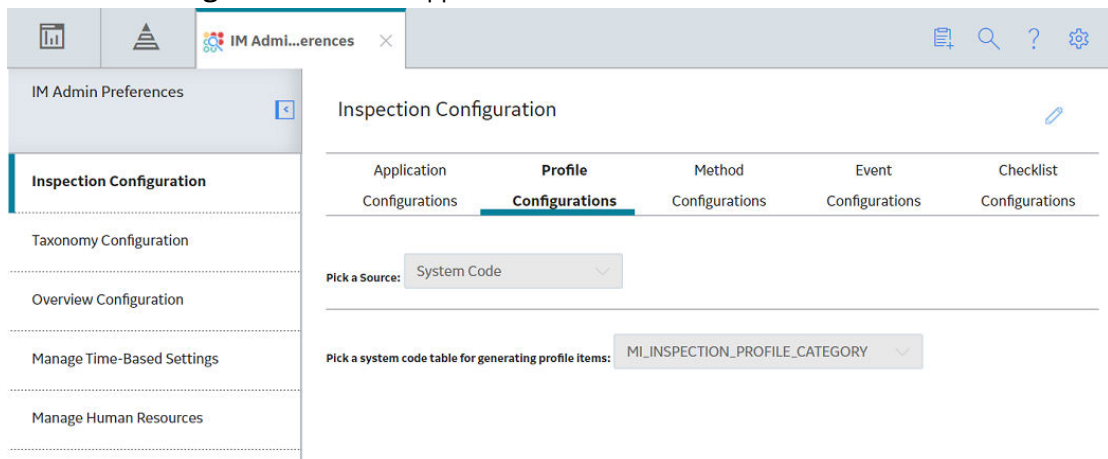 IM Admi...erences
IM Admin Preferences
Inspection Configuration
Inspection Configuration
Taxonomy Configuration
Overview Configuration
Manage Time-Based Settings
Manage Human Resources
Application Configurations
Profile Configurations
Method Configurations
Event Configurations
Checklist Configurations
Pick a Source: System Code
Pick a system code table for generating profile items: MI_INSPECTION_PROFILE_CATEGORY